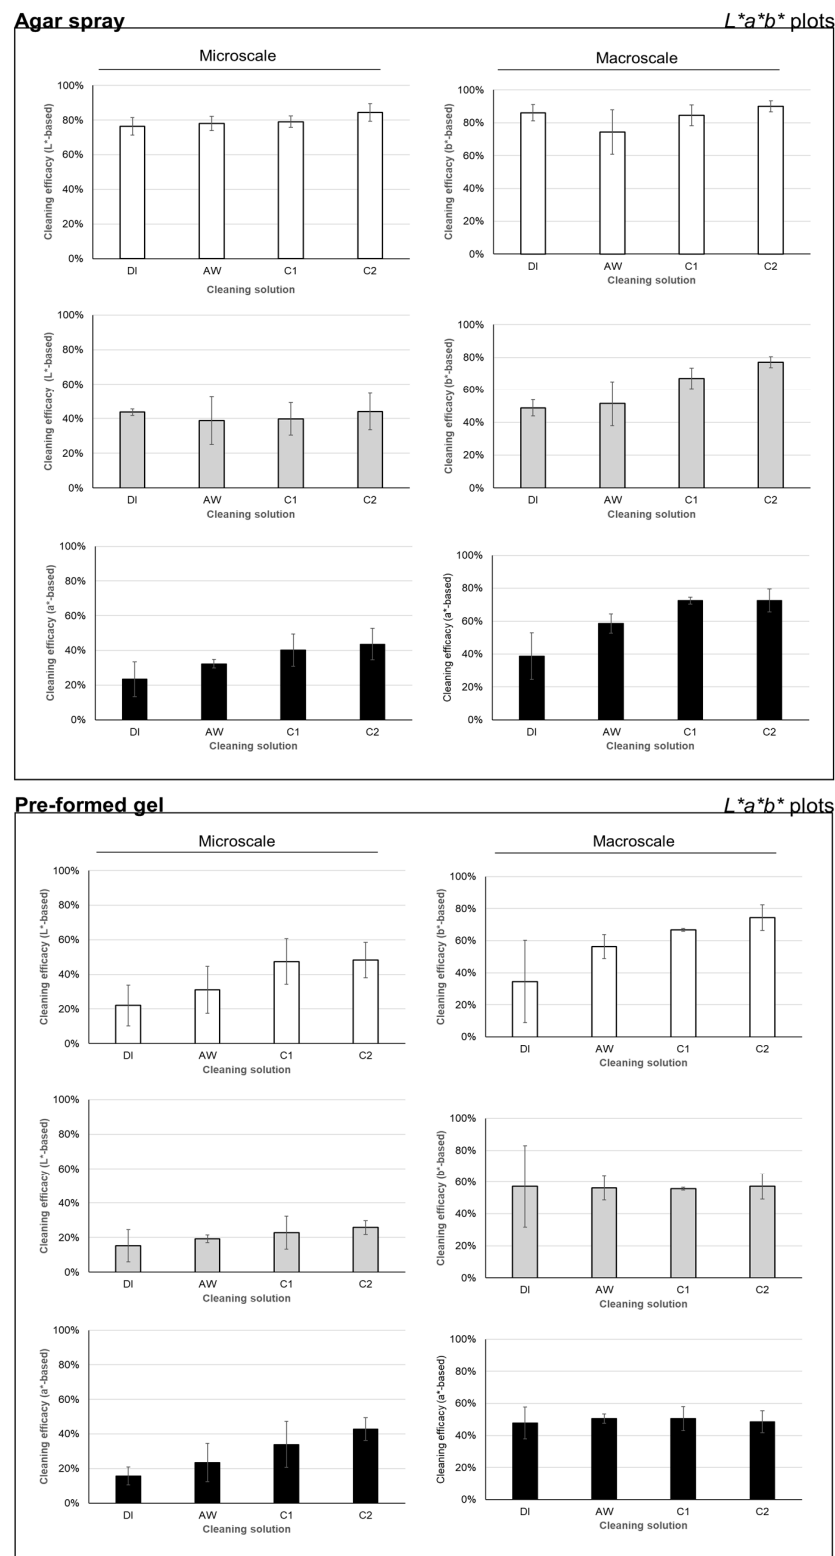 Agar spray
L*a*b* plots
Microscale
Macroscale
Cleaning efficacy (L*-based)
100%
80%
60%
40%
20%
0%
DI AW C1 C2
Cleaning solution
Cleaning efficacy (b*-based)
100%
80%
60%
40%
20%
0%
DI AW C1 C2
Cleaning solution
Cleaning efficacy (L*-based)
100%
80%
60%
40%
20%
0%
DI AW C1 C2
Cleaning solution
Cleaning efficacy (b*-based)
100%
80%
60%
40%
20%
0%
DI AW C1 C2
Cleaning solution
Cleaning efficacy (a*-based)
100%
80%
60%
40%
20%
0%
DI AW C1 C2
Cleaning solution
Cleaning efficacy (a*-based)
100%
80%
60%
40%
20%
0%
DI AW C1 C2
Cleaning solution
Pre-formed gel
L*a*b* plots
Microscale
Macroscale
Cleaning efficacy (L*-based)
100%
80%
60%
40%
20%
0%
DI AW C1 C2
Cleaning solution
Cleaning efficacy (b*-based)
100%
80%
60%
40%
20%
0%
DI AW C1 C2
Cleaning solution
Cleaning efficacy (L*-based)
100%
80%
60%
40%
20%
0%
DI AW C1 C2
Cleaning solution
Cleaning efficacy (b*-based)
100%
80%
60%
40%
20%
0%
DI AW C1 C2
Cleaning solution
Cleaning efficacy (a*-based)
100%
80%
60%
40%
20%
0%
DI AW C1 C2
Cleaning solution
Cleaning efficacy (a*-based)
100%
80%
60%
40%
20%
0%
DI AW C1 C2
Cleaning solution